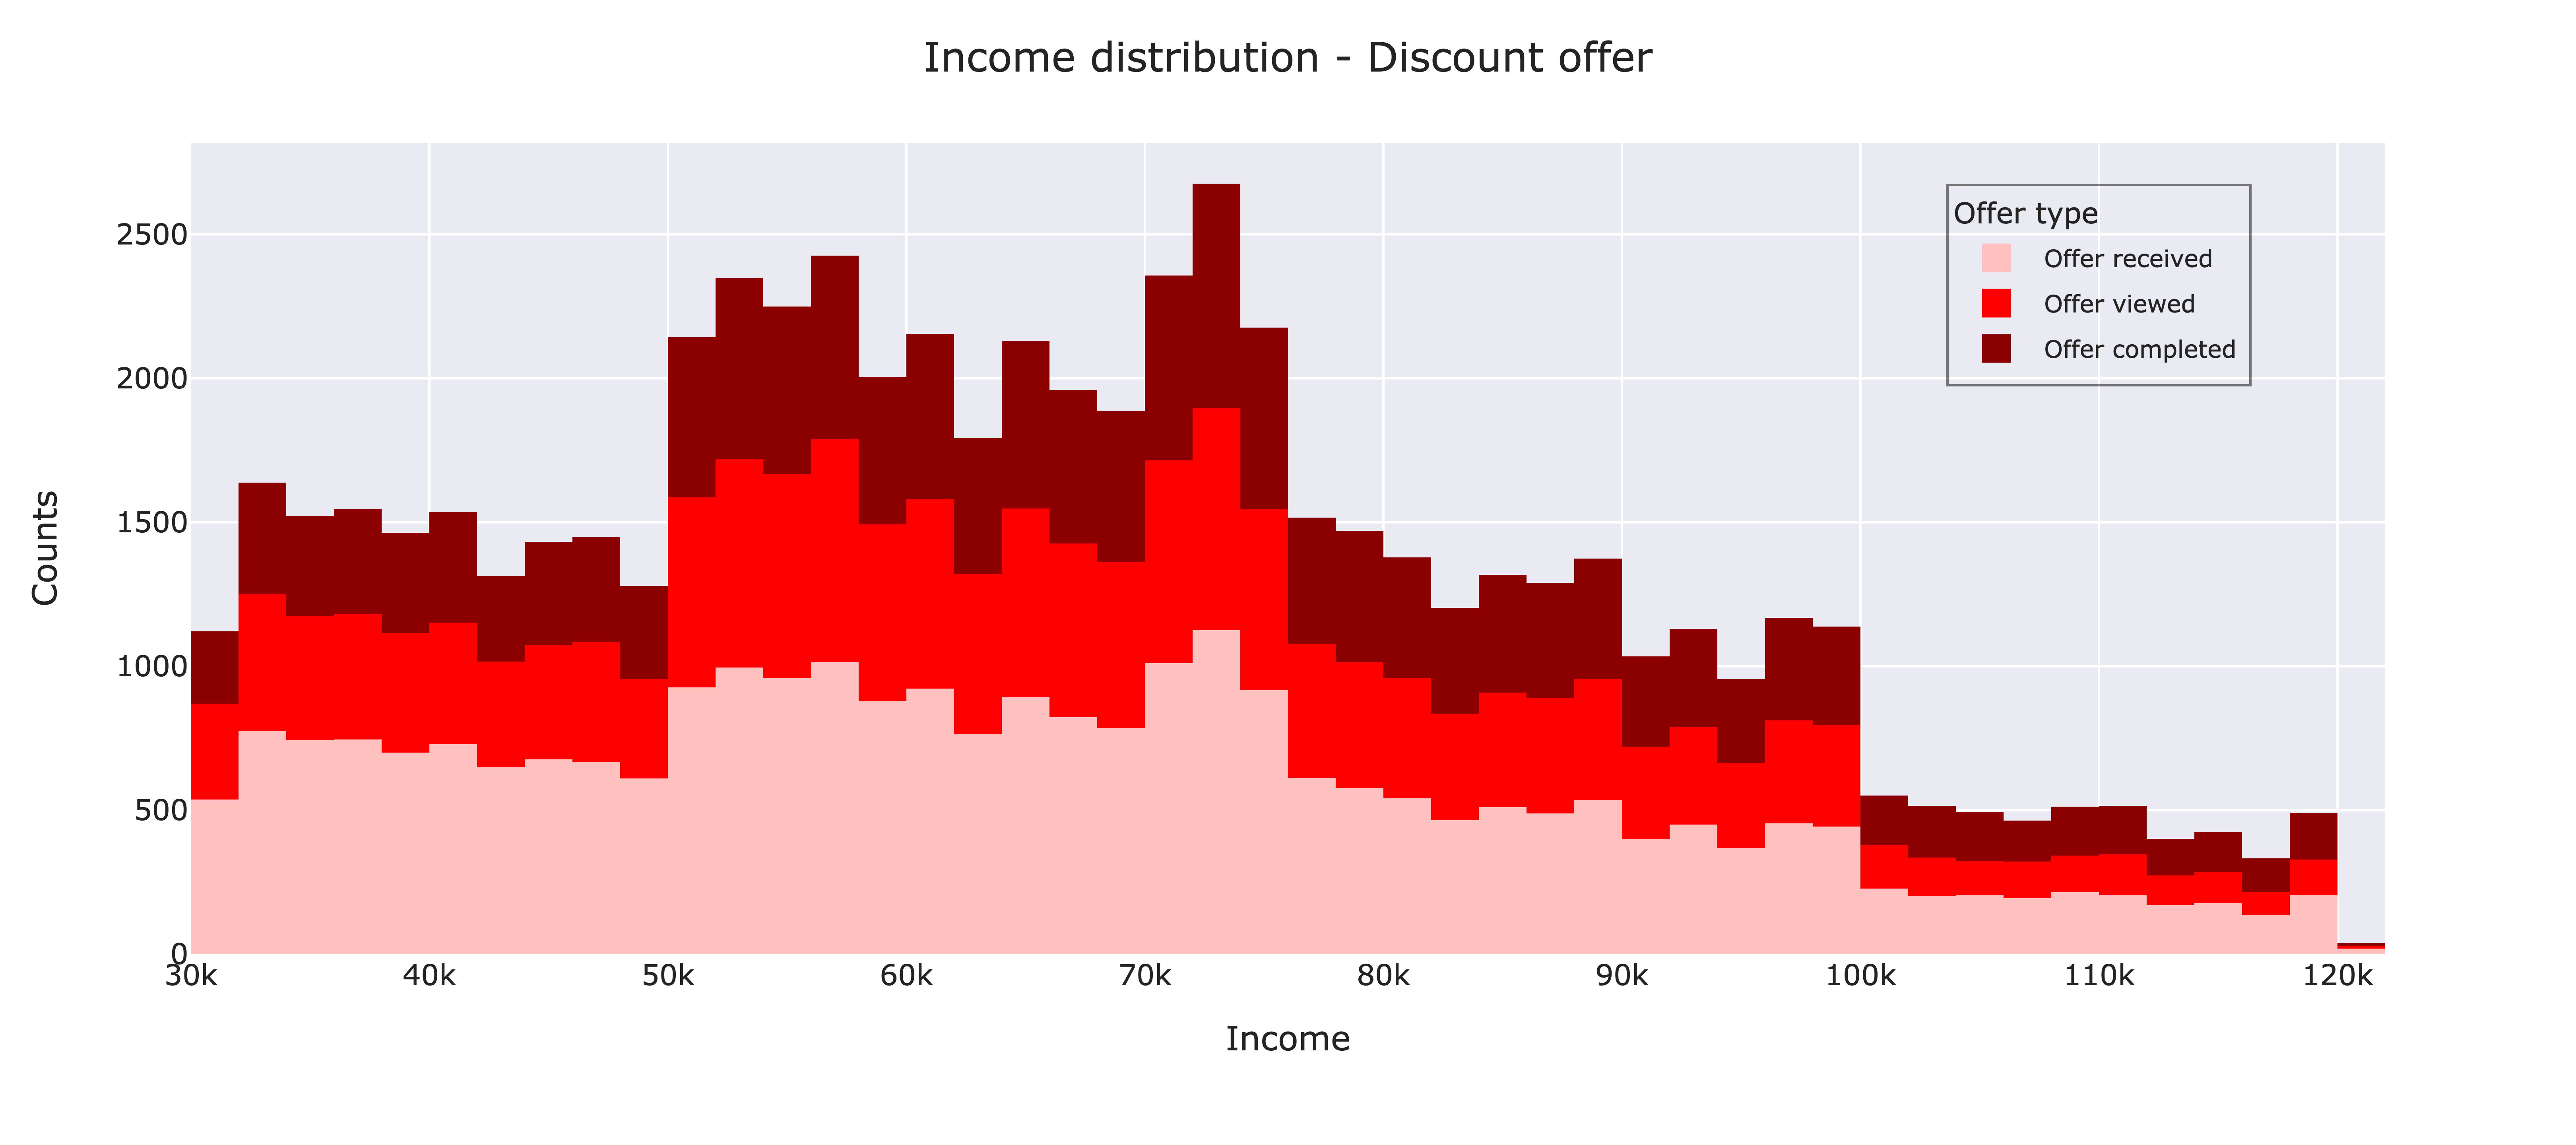 Income distribution - Discount offer
Counts
2500
2000
1500
1000
500
0
Offer type
Offer received
Offer viewed
Offer completed
30k 40k 50k 60k 70k 80k 90k 100k 110k 120k
Income